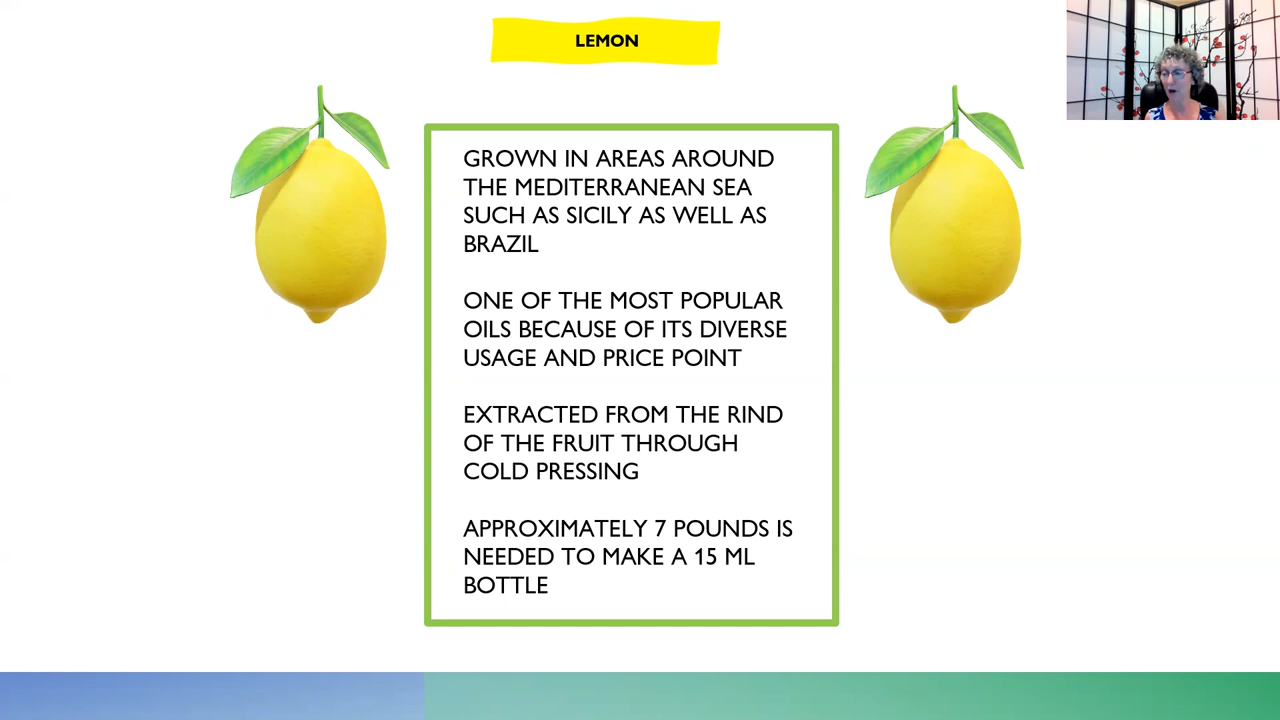 LEMON
GROWN IN AREAS AROUND
THE MEDITERRANEAN SEA
SUCH AS SICILY AS WELL AS
BRAZIL
ONE OF THE MOST POPULAR
OILS BECAUSE OF ITS DIVERSE
USAGE AND PRICE POINT
EXTRACTED FROM THE RIND
OF THE FRUIT THROUGH
COLD PRESSING
APPROXIMATELY 7 POUNDS IS
NEEDED TO MAKE A 15 ML
BOTTLE